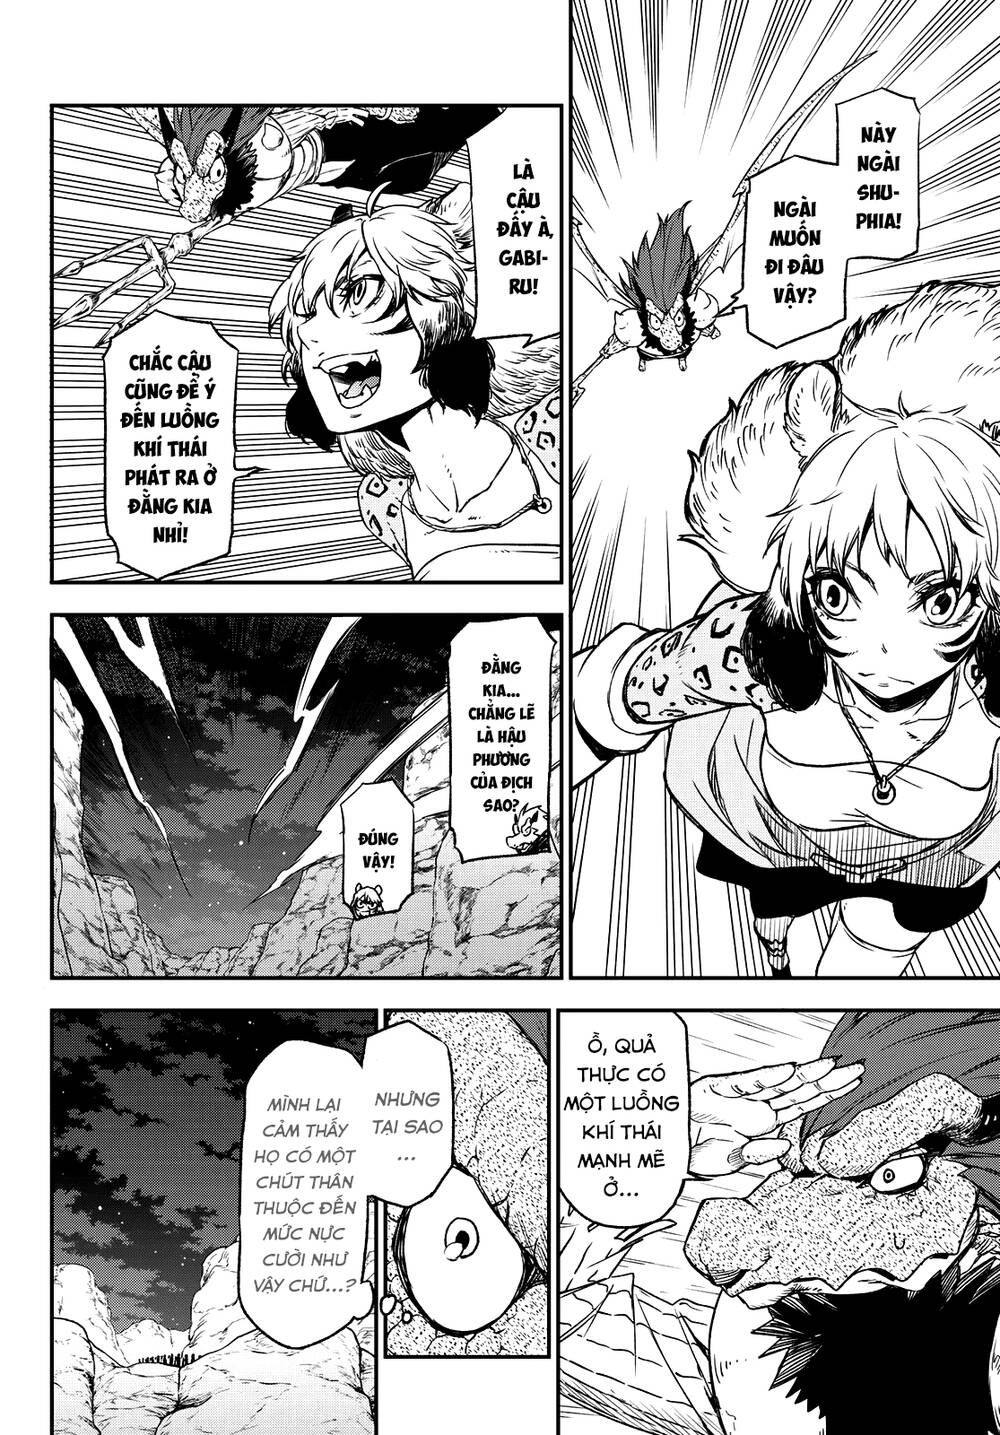 NÀY
NGÀI
SHU-
PHIA!
NGÀI
MUỐN
ĐI ĐÂU
VẬY?
LÀ
CẬU
ĐẤY À,
GABI-
RU!
CHẮC CẬU
CŨNG ĐỂ Ý
ĐẾN LUỒNG
KHÍ THÁI
PHÁT RA Ở
ĐẰNG KIA
NHỈ!
ĐẰNG
KIA...
CHẲNG LẼ
LÀ HẬU
PHƯƠNG
CỦA ĐỊCH
SAO?
ĐÚNG
VẬY!
Ồ, QUẢ
THỰC CÓ
MỘT LUỒNG
KHÍ THÁI
MẠNH MẼ
Ở...
NHƯNG
TẠI SAO
...
MÌNH LẠI
CẢM THẤY
HỌ CÓ MỘT
CHÚT THÂN
THUỘC ĐẾN
MỨC NỰC
CƯỜI NHƯ
VẬY CHỨ...?